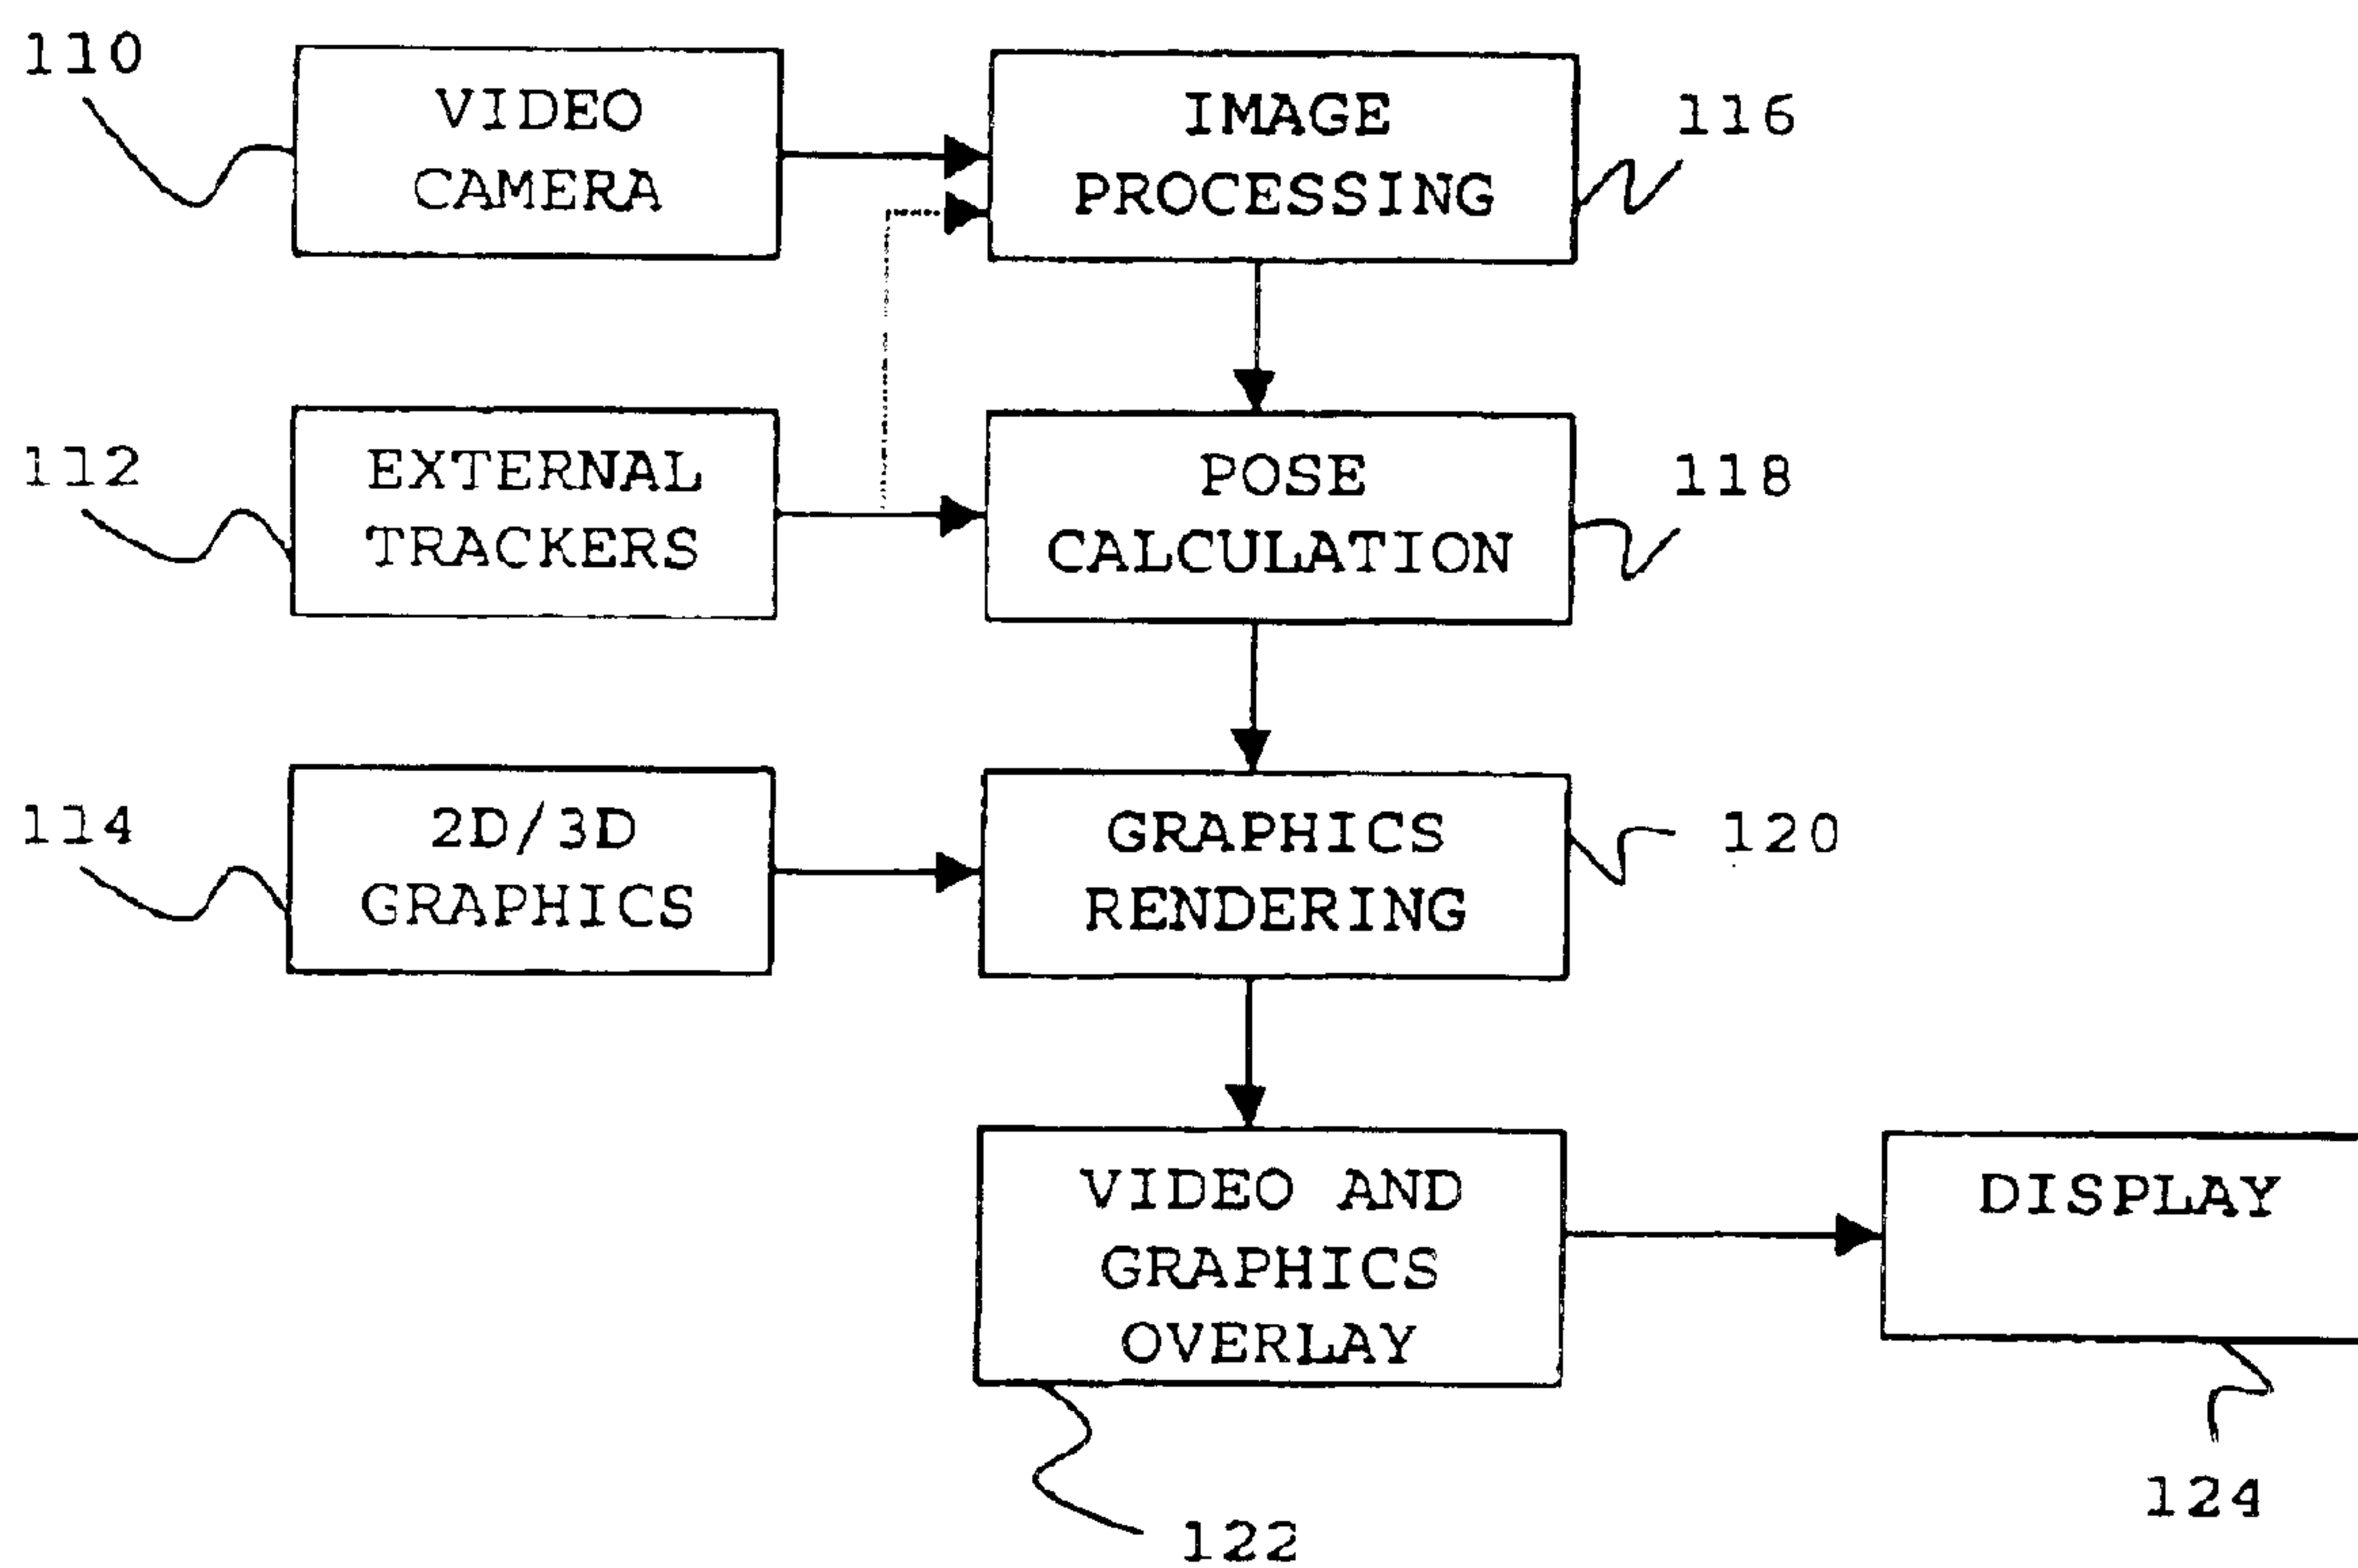 110
VIDEO
CAMERA
IMAGE
PROCESSING
116
112
EXTERNAL
TRACKERS
POSE
CALCULATION
118
114
2D/3D
GRAPHICS
GRAPHICS
RENDERING
120
VIDEO AND
GRAPHICS
OVERLAY
DISPLAY
122
124